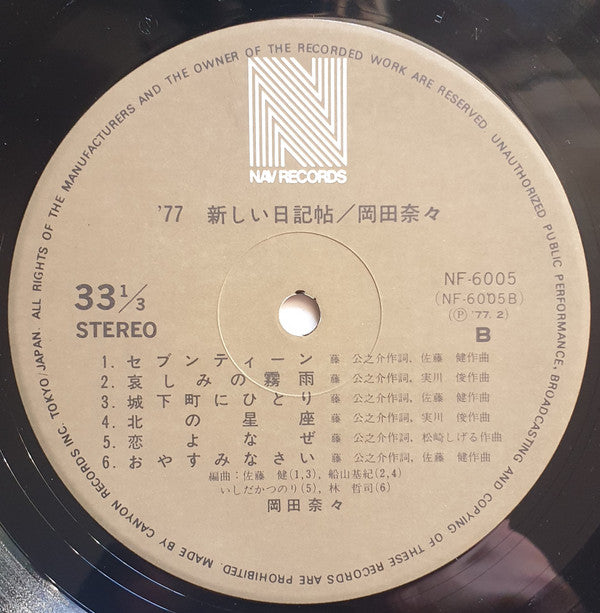 ALL RIGHTS OF THE MANUFACTURERS AND THE OWNER OF THE RECORDED WORK ARE RESERVED. UNAUTHORIZED PUBLIC PERFORMANCE, BROADCASTING AND COPYING OF THESE RECORDS ARE PROHIBITED. MADE BY CANYON RECORDS INC. TOKYO/JAPAN.
N
NAV RECORDS
'77 新しい日記帖/岡田奈々
33 1/3
STEREO
NF-6005
(NF-6005B)
(Ⓟ '77. 2)
B
1. セブンティーン 藤 公之介作詞、佐藤 健作曲
2. 哀しみの霧雨 藤 公之介作詞、実川 俊作曲
3. 城下町にひとり 藤 公之介作詞、佐藤 健作曲
4. 北の星座 藤 公之介作詞、実川 俊作曲
5. 恋よなぜ 藤 公之介作詞、松崎しげる作曲
6. おやすみなさい 藤 公之介作詞、佐藤 健作曲
編曲:佐藤 健(1,3)、船山基紀(2,4)
いしだかつのり(5)、林 哲司(6)
岡田奈々